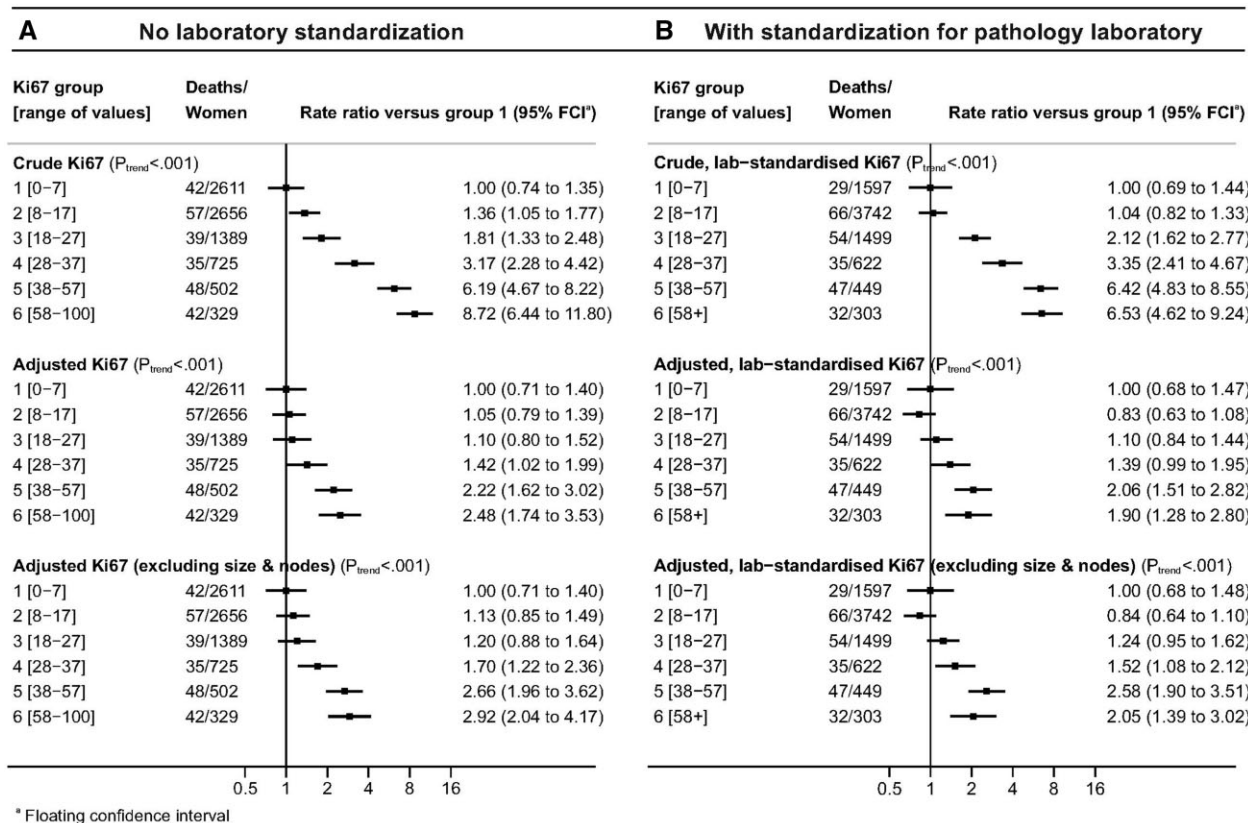 A No laboratory standardization
Ki67 group Deaths/
[range of values] Women Rate ratio versus group 1 (95% FCIᵃ)
Crude Ki67 (Ptrend<.001)
1 [0−7] 42/2611 1.00 (0.74 to 1.35)
2 [8−17] 57/2656 1.36 (1.05 to 1.77)
3 [18−27] 39/1389 1.81 (1.33 to 2.48)
4 [28−37] 35/725 3.17 (2.28 to 4.42)
5 [38−57] 48/502 6.19 (4.67 to 8.22)
6 [58−100] 42/329 8.72 (6.44 to 11.80)
Adjusted Ki67 (Ptrend<.001)
1 [0−7] 42/2611 1.00 (0.71 to 1.40)
2 [8−17] 57/2656 1.05 (0.79 to 1.39)
3 [18−27] 39/1389 1.10 (0.80 to 1.52)
4 [28−37] 35/725 1.42 (1.02 to 1.99)
5 [38−57] 48/502 2.22 (1.62 to 3.02)
6 [58−100] 42/329 2.48 (1.74 to 3.53)
Adjusted Ki67 (excluding size & nodes) (Ptrend<.001)
1 [0−7] 42/2611 1.00 (0.71 to 1.40)
2 [8−17] 57/2656 1.13 (0.85 to 1.49)
3 [18−27] 39/1389 1.20 (0.88 to 1.64)
4 [28−37] 35/725 1.70 (1.22 to 2.36)
5 [38−57] 48/502 2.66 (1.96 to 3.62)
6 [58−100] 42/329 2.92 (2.04 to 4.17)
0.5 1 2 4 8 16
ᵃ Floating confidence interval
B With standardization for pathology laboratory
Ki67 group Deaths/
[range of values] Women Rate ratio versus group 1 (95% FCIᵃ)
Crude, lab−standardised Ki67 (Ptrend<.001)
1 [0−7] 29/1597 1.00 (0.69 to 1.44)
2 [8−17] 66/3742 1.04 (0.82 to 1.33)
3 [18−27] 54/1499 2.12 (1.62 to 2.77)
4 [28−37] 35/622 3.35 (2.41 to 4.67)
5 [38−57] 47/449 6.42 (4.83 to 8.55)
6 [58+] 32/303 6.53 (4.62 to 9.24)
Adjusted, lab−standardised Ki67 (Ptrend<.001)
1 [0−7] 29/1597 1.00 (0.68 to 1.47)
2 [8−17] 66/3742 0.83 (0.63 to 1.08)
3 [18−27] 54/1499 1.10 (0.84 to 1.44)
4 [28−37] 35/622 1.39 (0.99 to 1.95)
5 [38−57] 47/449 2.06 (1.51 to 2.82)
6 [58+] 32/303 1.90 (1.28 to 2.80)
Adjusted, lab−standardised Ki67 (excluding size & nodes) (Ptrend<.001)
1 [0−7] 29/1597 1.00 (0.68 to 1.48)
2 [8−17] 66/3742 0.84 (0.64 to 1.10)
3 [18−27] 54/1499 1.24 (0.95 to 1.62)
4 [28−37] 35/622 1.52 (1.08 to 2.12)
5 [38−57] 47/449 2.58 (1.90 to 3.51)
6 [58+] 32/303 2.05 (1.39 to 3.02)
0.5 1 2 4 8 16